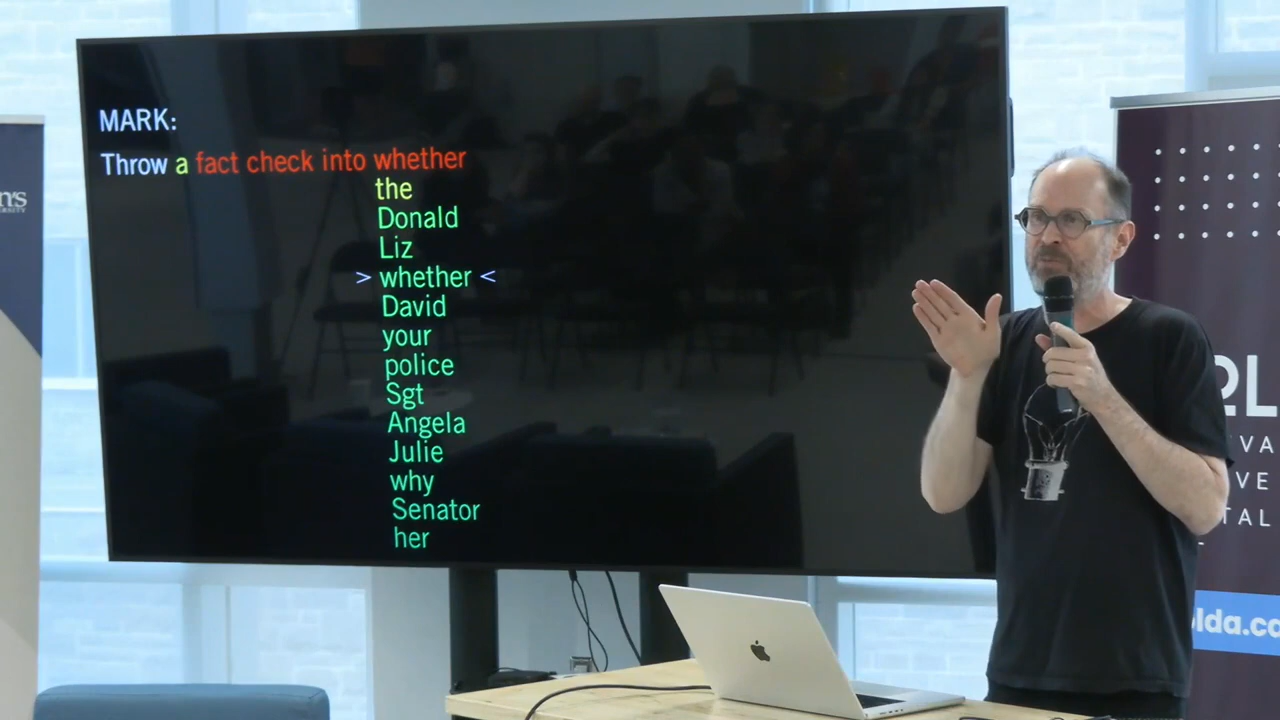 MARK:
Throw a fact check into whether
the
Donald
Liz
> whether <
David
your
police
Sgt
Angela
Julie
why
Senator
her